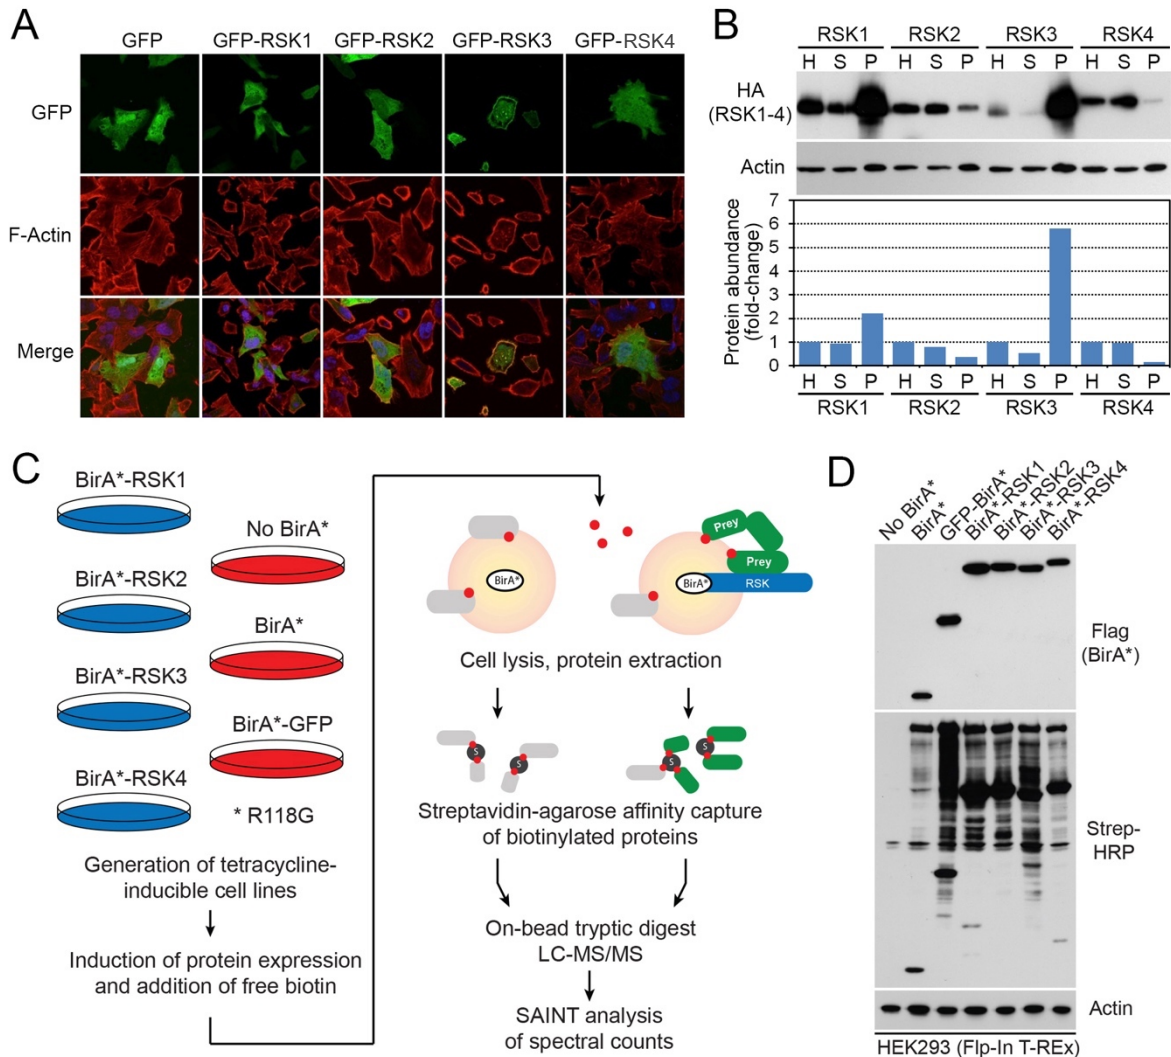 A
GFP GFP-RSK1 GFP-RSK2 GFP-RSK3 GFP-RSK4
GFP
F-Actin
Merge
B
RSK1 RSK2 RSK3 RSK4
H S P H S P H S P H S P
HA
(RSK1-4)
Actin
Protein abundance
(fold-change)
7
6
5
4
3
2
1
0
H S P H S P H S P H S P
RSK1 RSK2 RSK3 RSK4
C
BirA*-RSK1
No BirA*
BirA*-RSK2
BirA*
BirA*-RSK3
BirA*-GFP
BirA*-RSK4
* R118G
Generation of tetracycline-
inducible cell lines
Induction of protein expression
and addition of free biotin
BirA*
Prey
Prey
BirA* RSK
Cell lysis, protein extraction
S S S S
Streptavidin-agarose affinity capture
of biotinylated proteins
On-bead tryptic digest
LC-MS/MS
SAINT analysis
of spectral counts
D
No BirA*
BirA*
GFP-BirA*
BirA*-RSK1
BirA*-RSK2
BirA*-RSK3
BirA*-RSK4
Flag
(BirA*)
Strep-
HRP
Actin
HEK293 (Flp-In T-REx)